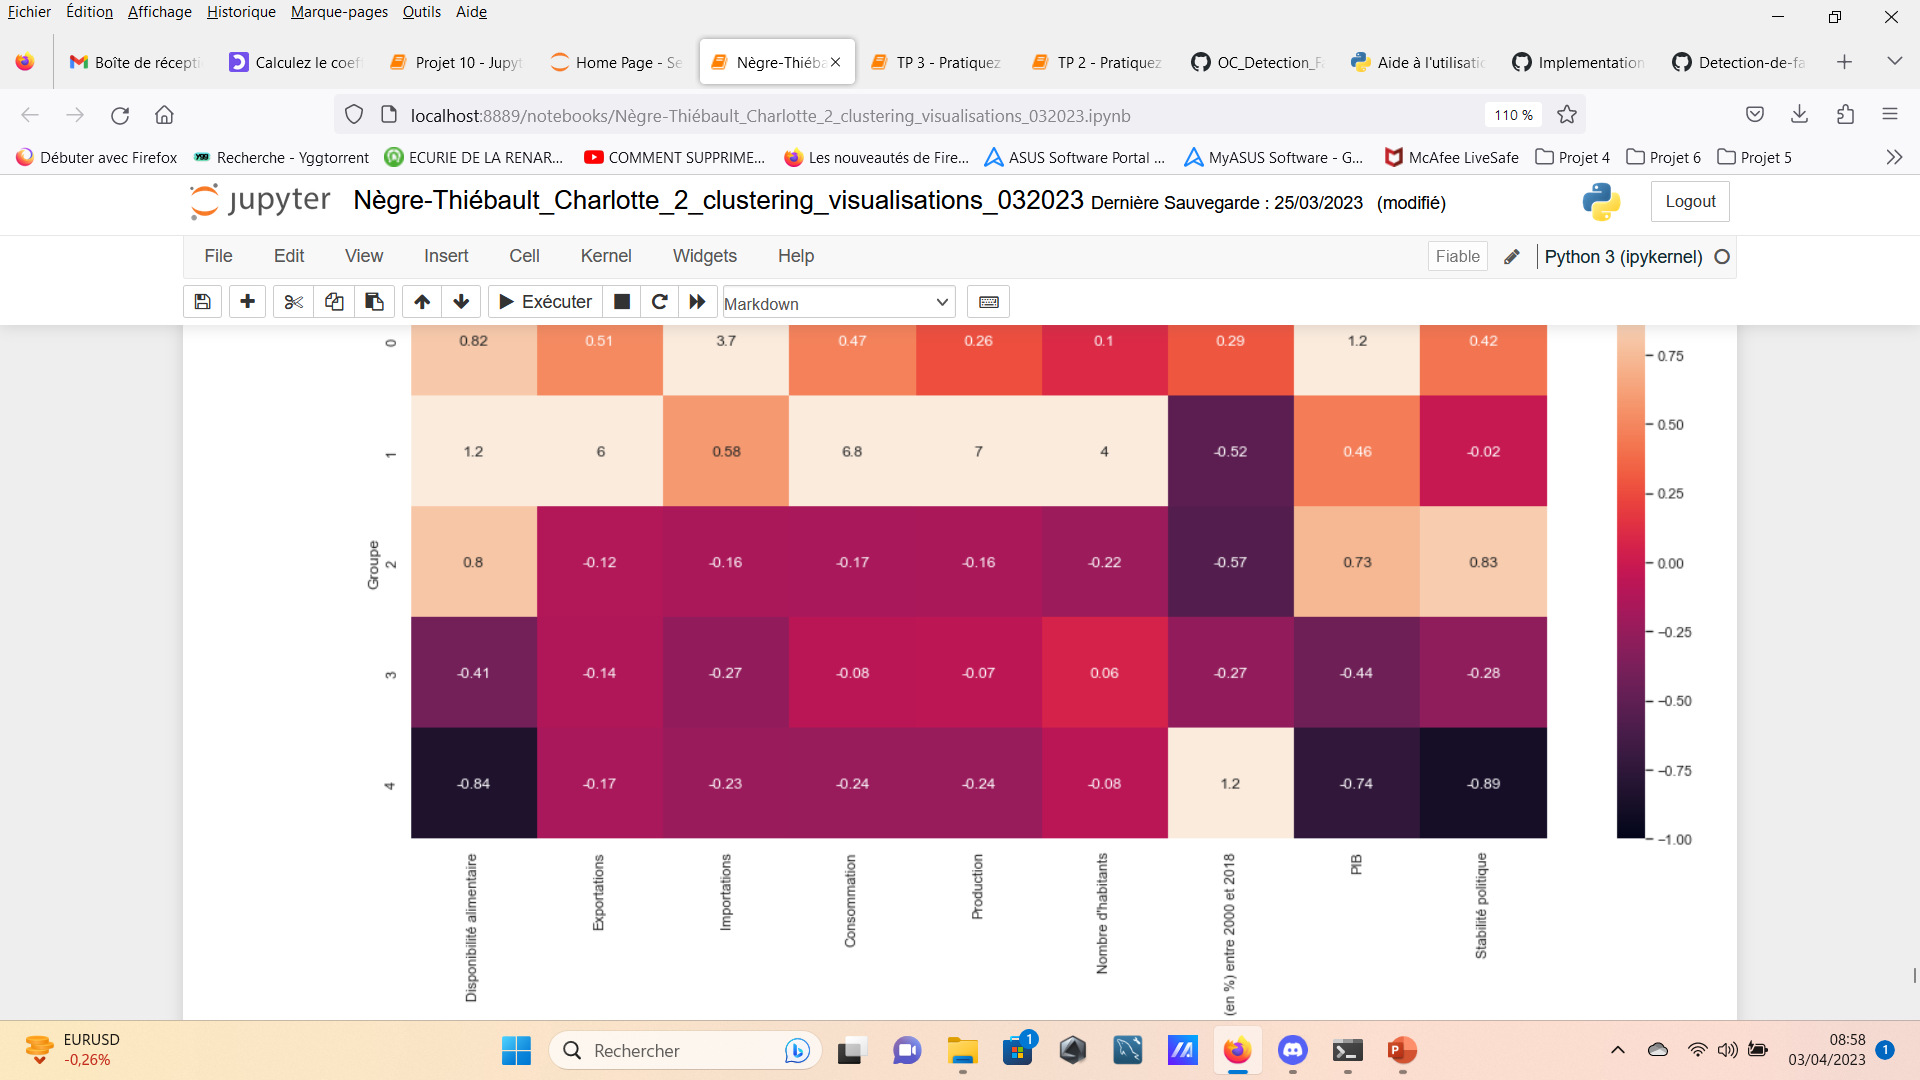 Fichier Édition Affichage Historique Marque-pages Outils Aide
Boîte de récepti
Calculez le coef
Projet 10 - Jupyt
Home Page - Se
Nègre-Thiéba
TP 3 - Pratiquez
TP 2 - Pratiquez
OC_Detection_Fa
Aide à l'utilisatio
Implementation
Detection-de-fa
localhost:8889/notebooks/Nègre-Thiébault_Charlotte_2_clustering_visualisations_032023.ipynb
110 %
Débuter avec Firefox
Recherche - Yggtorrent
ECURIE DE LA RENAR...
COMMENT SUPPRIME...
Les nouveautés de Fire...
ASUS Software Portal ...
MyASUS Software - G...
McAfee LiveSafe
Projet 4
Projet 6
Projet 5
jupyter Nègre-Thiébault_Charlotte_2_clustering_visualisations_032023 Dernière Sauvegarde : 25/03/2023 (modifié)
Logout
File Edit View Insert Cell Kernel Widgets Help
Fiable
Python 3 (ipykernel)
Exécuter
Markdown
0 0.82 0.51 3.7 0.47 0.26 0.1 0.29 1.2 0.42
1 1.2 6 0.58 6.8 7 4 -0.52 0.46 -0.02
Groupe
2 0.8 -0.12 -0.16 -0.17 -0.16 -0.22 -0.57 0.73 0.83
3 -0.41 -0.14 -0.27 -0.08 -0.07 0.06 -0.27 -0.44 -0.28
4 -0.84 -0.17 -0.23 -0.24 -0.24 -0.08 1.2 -0.74 -0.89
0.75
0.50
0.25
0.00
−0.25
−0.50
−0.75
−1.00
Disponibilité alimentaire
Exportations
Importations
Consommation
Production
Nombre d'habitants
(en %) entre 2000 et 2018
PIB
Stabilité politique
EURUSD
-0,26%
Rechercher
1
08:58
03/04/2023
1